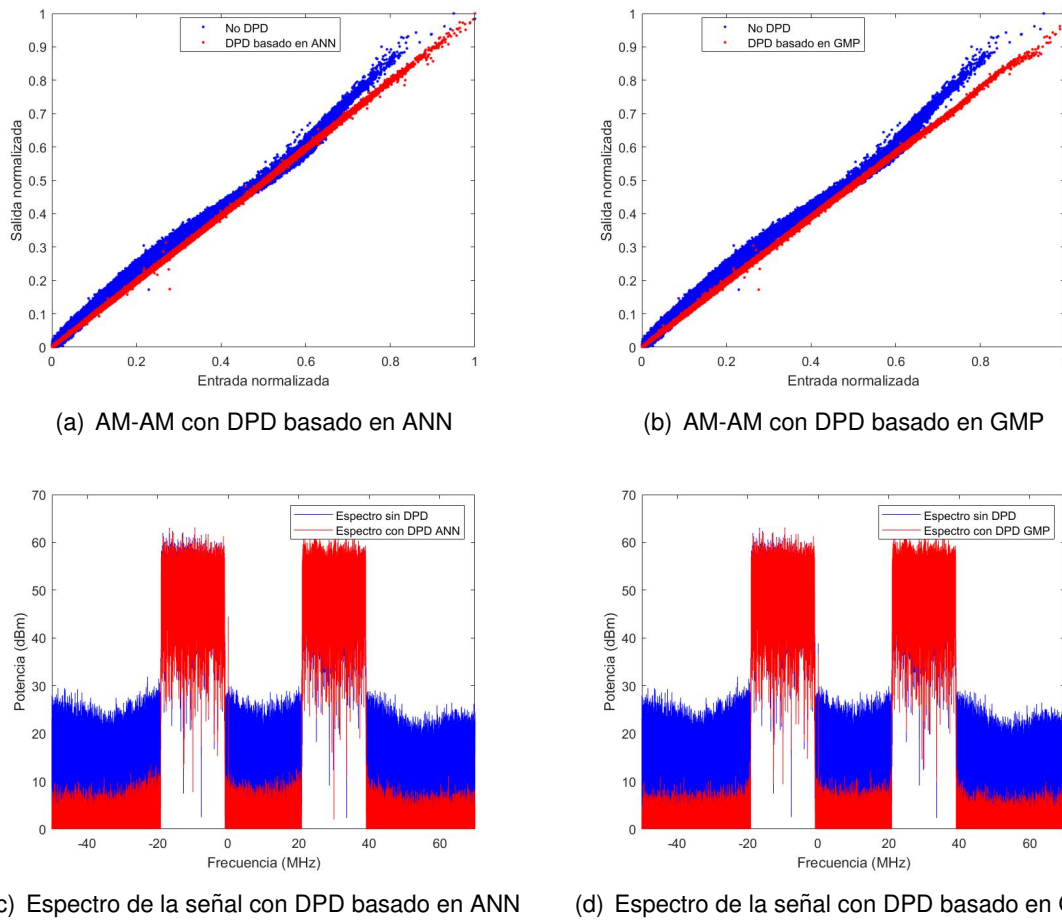 1
0.9
0.8
0.7
0.6
0.5
0.4
0.3
0.2
0.1
0
Salida normalizada
No DPD
DPD basado en ANN
0 0.2 0.4 0.6 0.8 1
Entrada normalizada
(a) AM-AM con DPD basado en ANN
1
0.9
0.8
0.7
0.6
0.5
0.4
0.3
0.2
0.1
0
Salida normalizada
No DPD
DPD basado en GMP
0 0.2 0.4 0.6 0.8
Entrada normalizada
(b) AM-AM con DPD basado en GMP
70
60
50
40
30
20
10
0
Potencia (dBm)
Espectro sin DPD
Espectro con DPD ANN
-40 -20 0 20 40 60
Frecuencia (MHz)
c) Espectro de la señal con DPD basado en ANN
70
60
50
40
30
20
10
0
Potencia (dBm)
Espectro sin DPD
Espectro con DPD GMP
-40 -20 0 20 40 60
Frecuencia (MHz)
(d) Espectro de la señal con DPD basado en